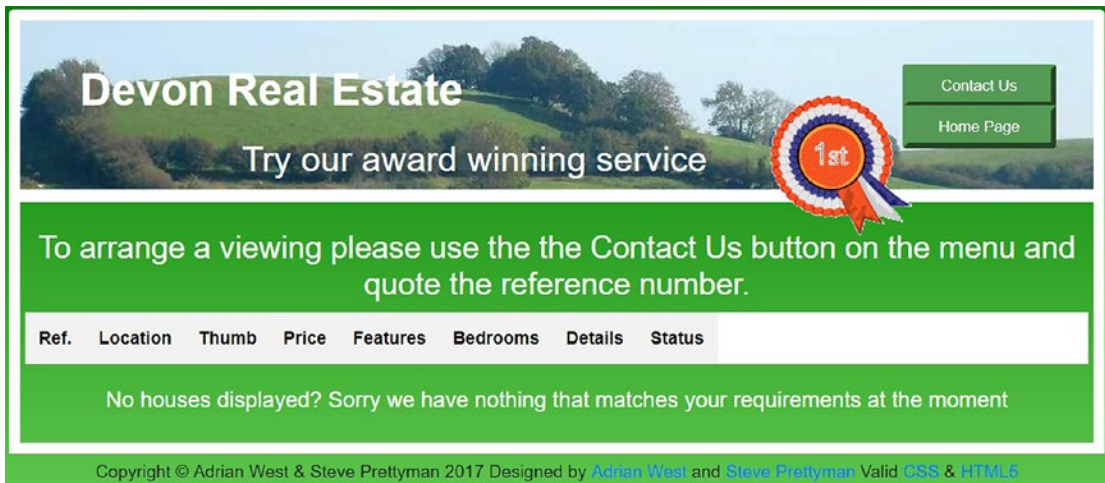 Devon Real Estate
Contact Us
Home Page
Try our award winning service
1st
To arrange a viewing please use the the Contact Us button on the menu and
quote the reference number.
Ref. Location Thumb Price Features Bedrooms Details Status
No houses displayed? Sorry we have nothing that matches your requirements at the moment
Copyright © Adrian West & Steve Prettyman 2017 Designed by Adrian West and Steve Prettyman Valid CSS & HTML5